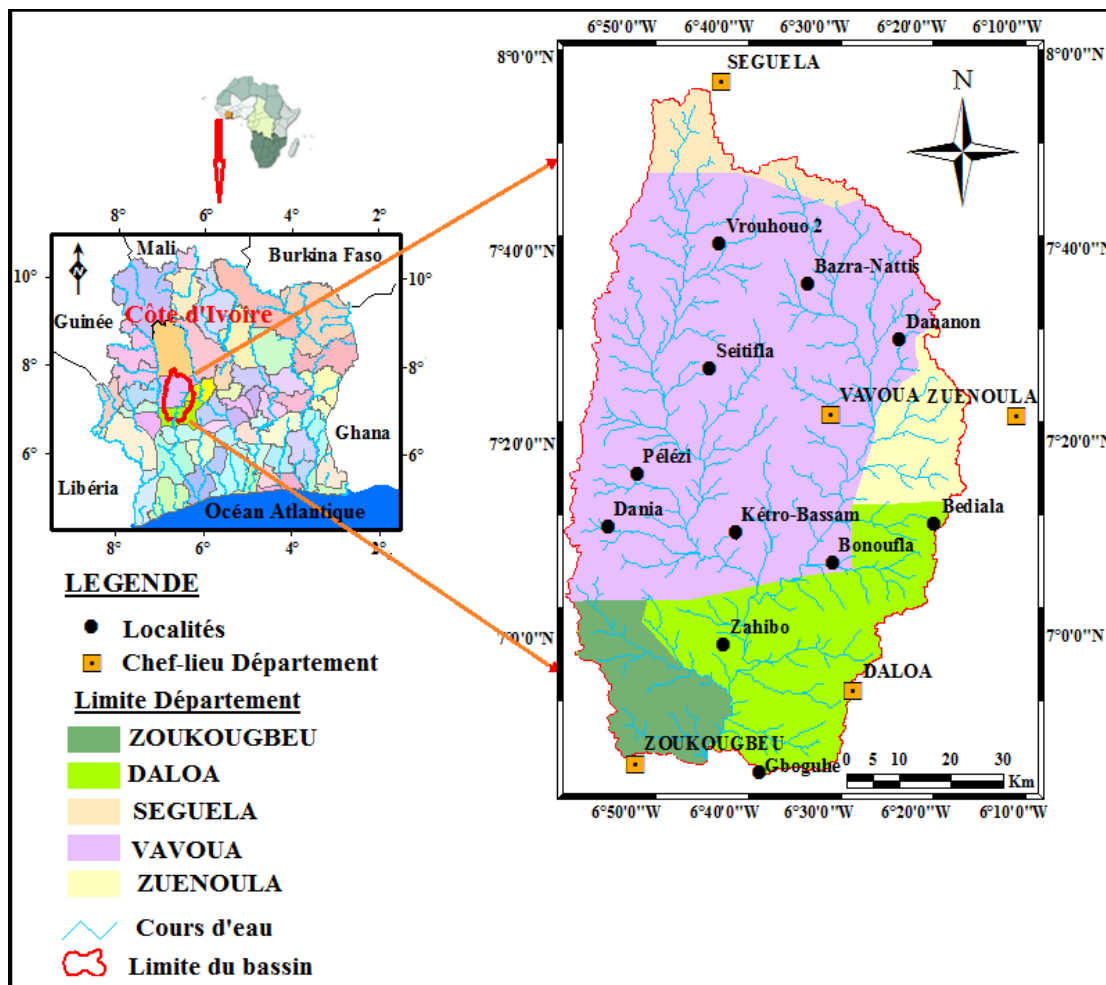 8° 6° 4° 2°
Mali
Burkina Faso
10° 10°
Côte d'Ivoire
Guinée
8° 8°
Ghana
6° 6°
Libéria
Océan Atlantique
8° 6° 4° 2°
N
LEGENDE
Localités
Chef-lieu Département
Limite Département
ZOUKOUGBEU
DALOA
SEGUELA
VAVOUA
ZUENOULA
Cours d'eau
Limite du bassin
6°50'0"W 6°40'0"W 6°30'0"W 6°20'0"W 6°10'0"W
8°0'0"N 8°0'0"N
SEGUELA
N
7°40'0"N 7°40'0"N
Vrouhouo 2
Bazra-Nattis
Dananon
Seitifla
VAVOUA ZUENOULA
7°20'0"N 7°20'0"N
Pélézi
Dania
Kétro-Bassam
Bediala
Bonoufla
7°0'0"N 7°0'0"N
Zahibo
DALOA
ZOUKOUGBEU
Gboguhe
0 5 10 20 30
Km
6°50'0"W 6°40'0"W 6°30'0"W 6°20'0"W 6°10'0"W